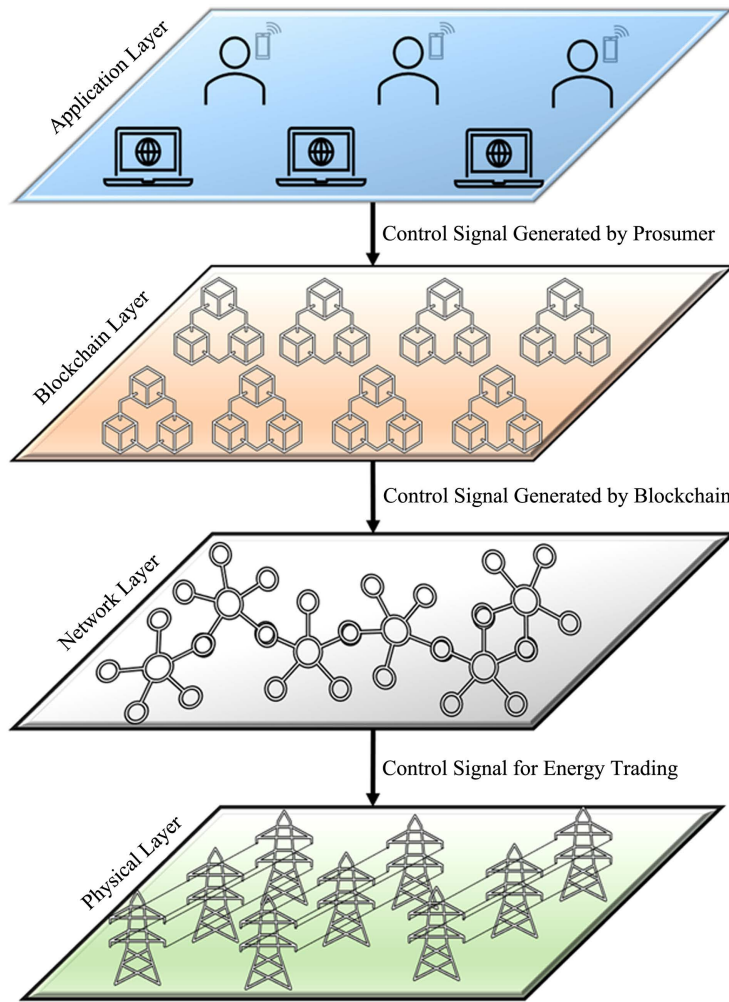 Application Layer
Control Signal Generated by Prosumer
Blockchain Layer
Control Signal Generated by Blockchain
Network Layer
Control Signal for Energy Trading
Physical Layer